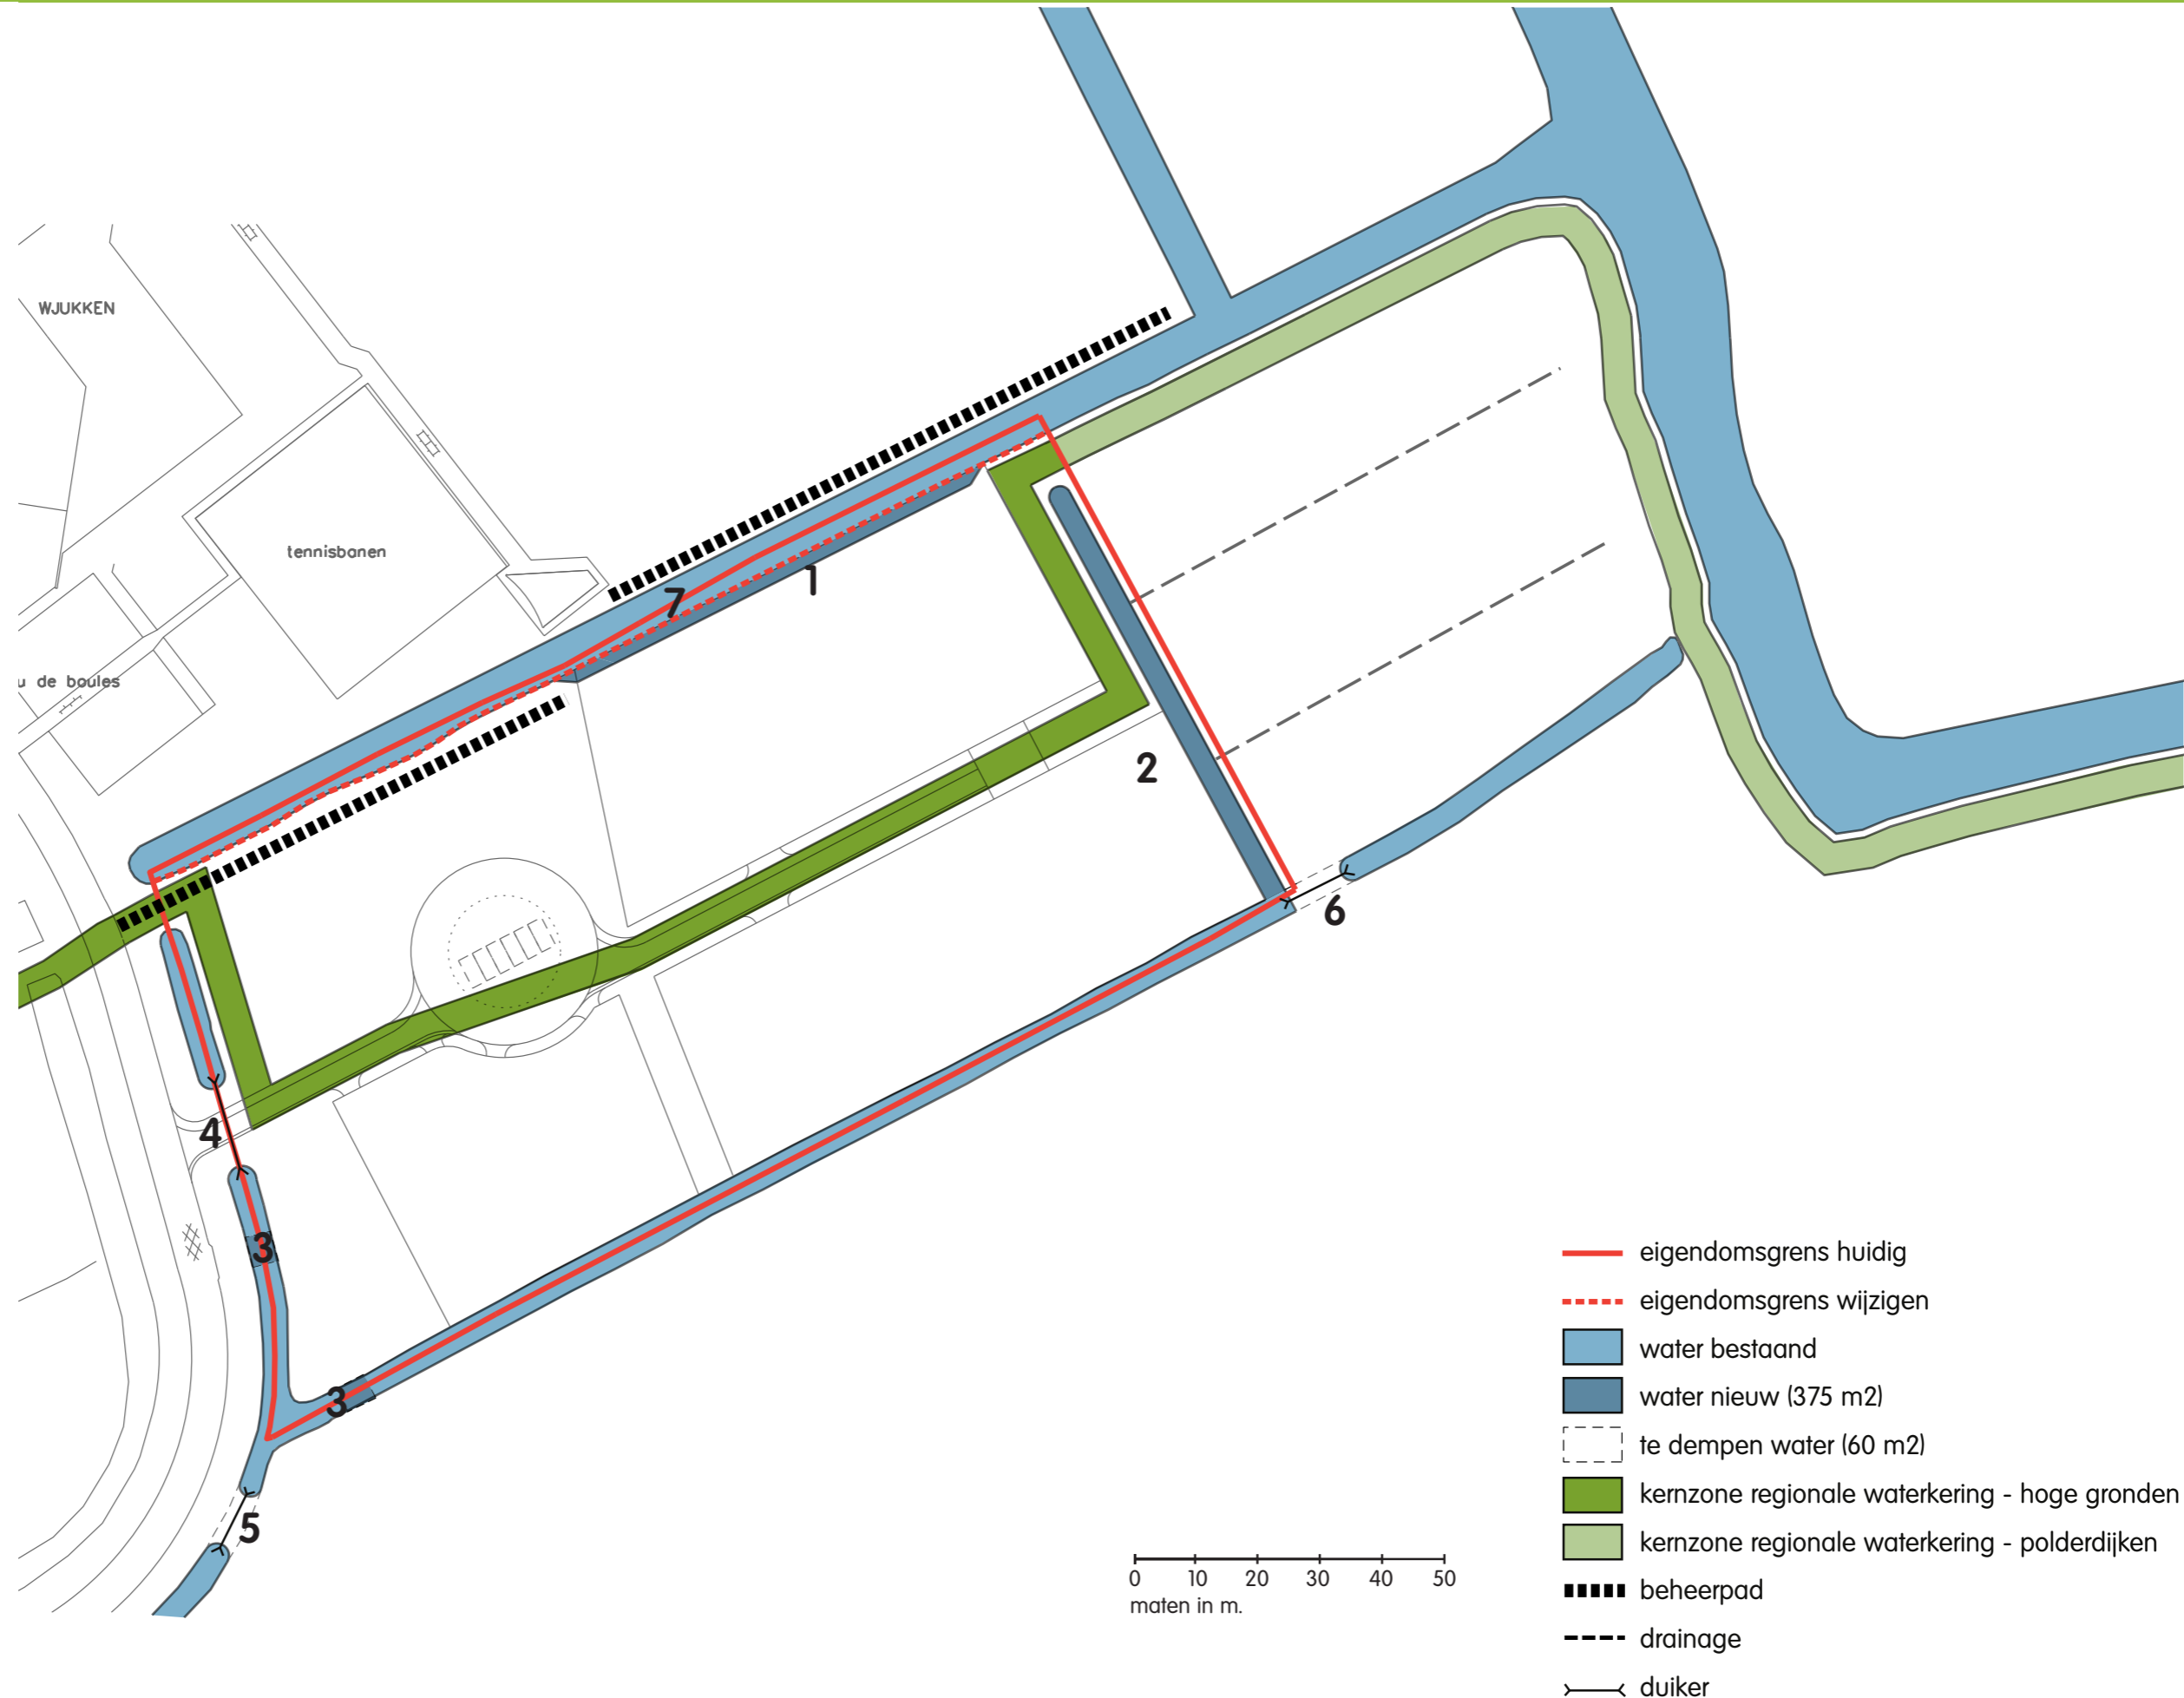 WJUKKEN
tennisbanen
u de boules
7
1
2
6
4
3
3
5
eigendomsgrens huidig
eigendomsgrens wijzigen
water bestaand
water nieuw (375 m2)
te dempen water (60 m2)
kernzone regionale waterkering - hoge gronden
kernzone regionale waterkering - polderdijken
beheerpad
drainage
duiker
0 10 20 30 40 50
maten in m.